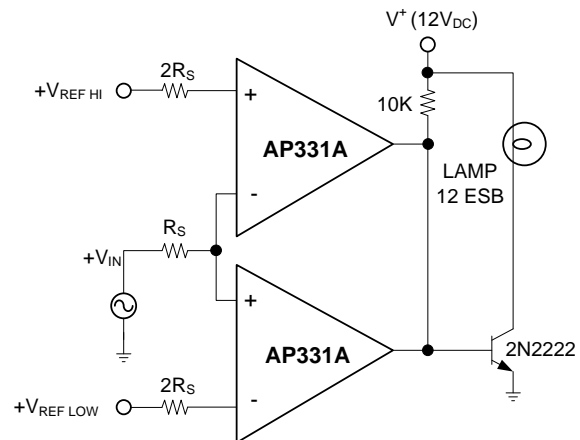 V+ (12VDC)
2RS
+VREF HI
+
10K
AP331A
-
LAMP
12 ESB
RS
+VIN
+
AP331A
2N2222
2RS
+VREF LOW
-